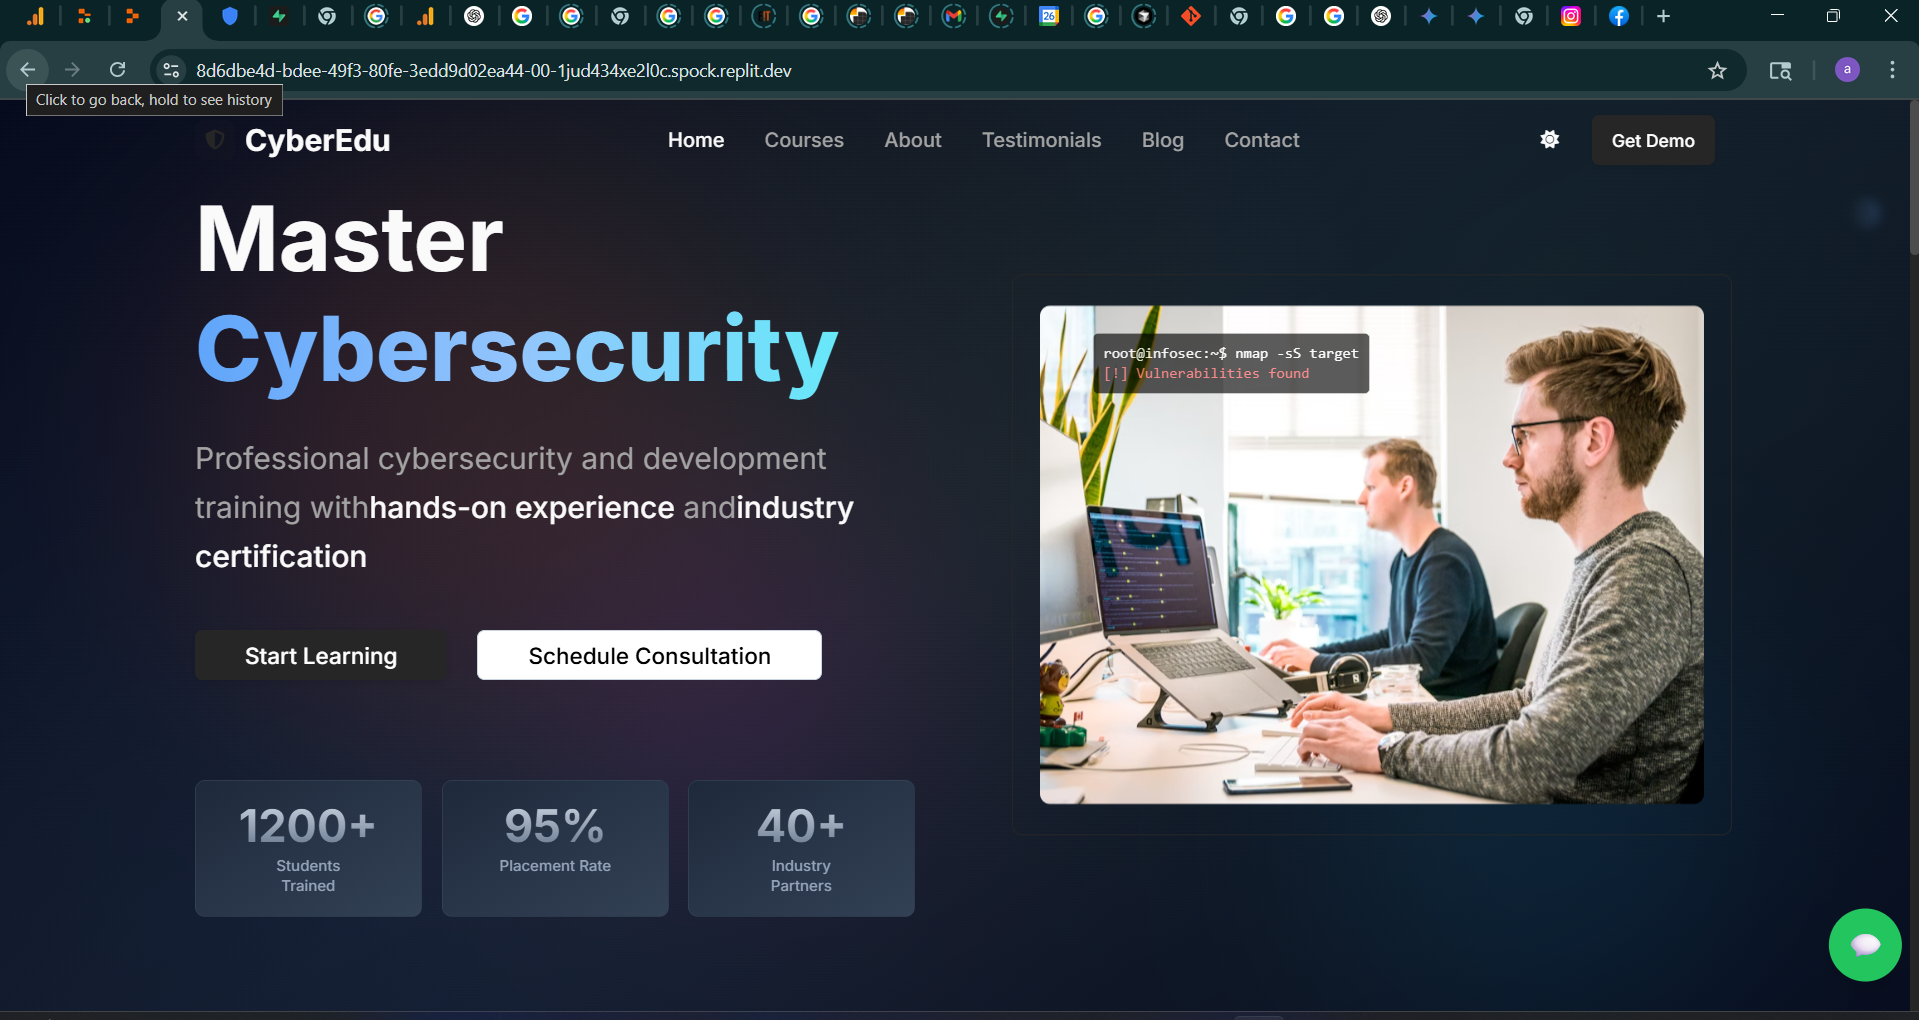 26
8d6dbe4d-bdee-49f3-80fe-3edd9d02ea44-00-1jud434xe2l0c.spock.replit.dev
a
Click to go back, hold to see history
CyberEdu
Home
Courses
About
Testimonials
Blog
Contact
Get Demo
Master
Cybersecurity
Professional cybersecurity and development
training withhands-on experience andindustry
certification
Start Learning
Schedule Consultation
1200+
Students
Trained
95%
Placement Rate
40+
Industry
Partners
root@infosec:~$ nmap -sS target
[!] Vulnerabilities found